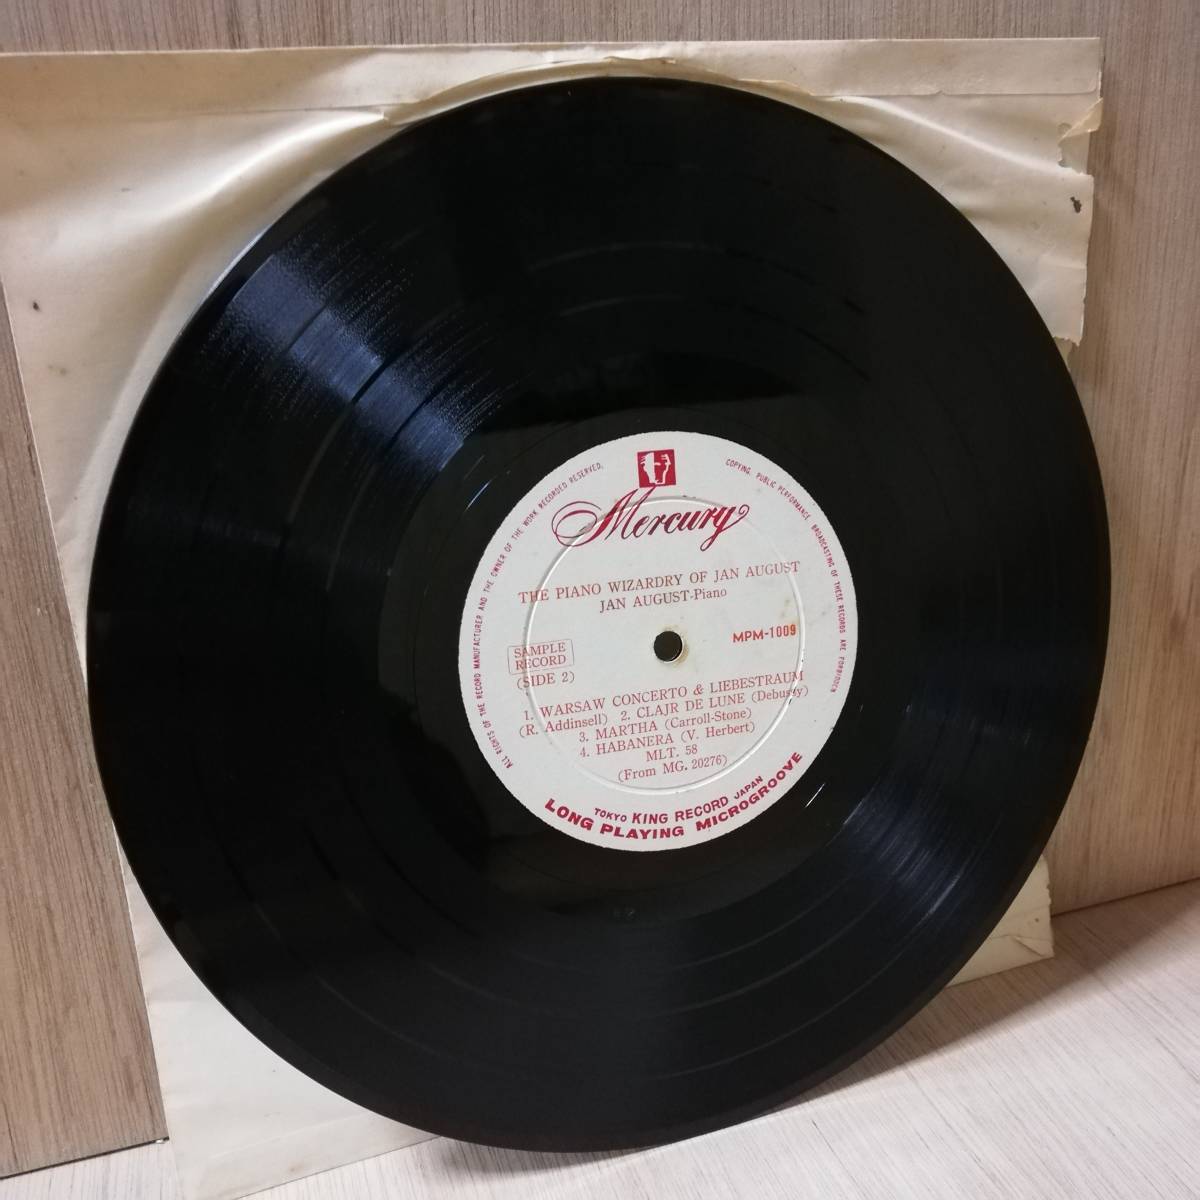 ALL RIGHTS OF THE RECORD MANUFACTURER AND THE OWNER OF THE WORK RECORDED RESERVED.
COPYING, PUBLIC PERFORMANCE, BROADCASTING OF THESE RECORDS ARE FORBIDDEN
Mercury
THE PIANO WIZARDRY OF JAN AUGUST
JAN AUGUST-Piano
MPM-1009
SAMPLE
RECORD
(SIDE 2)
1. WARSAW CONCERTO & LIEBESTRAUM
(R. Addinsell) 2. CLAJR DE LUNE (Debussy)
3. MARTHA (Carroll-Stone)
4. HABANERA (V. Herbert)
MLT. 58
(From MG. 20276)
TOKYO KING RECORD JAPAN
LONG PLAYING MICROGROOVE